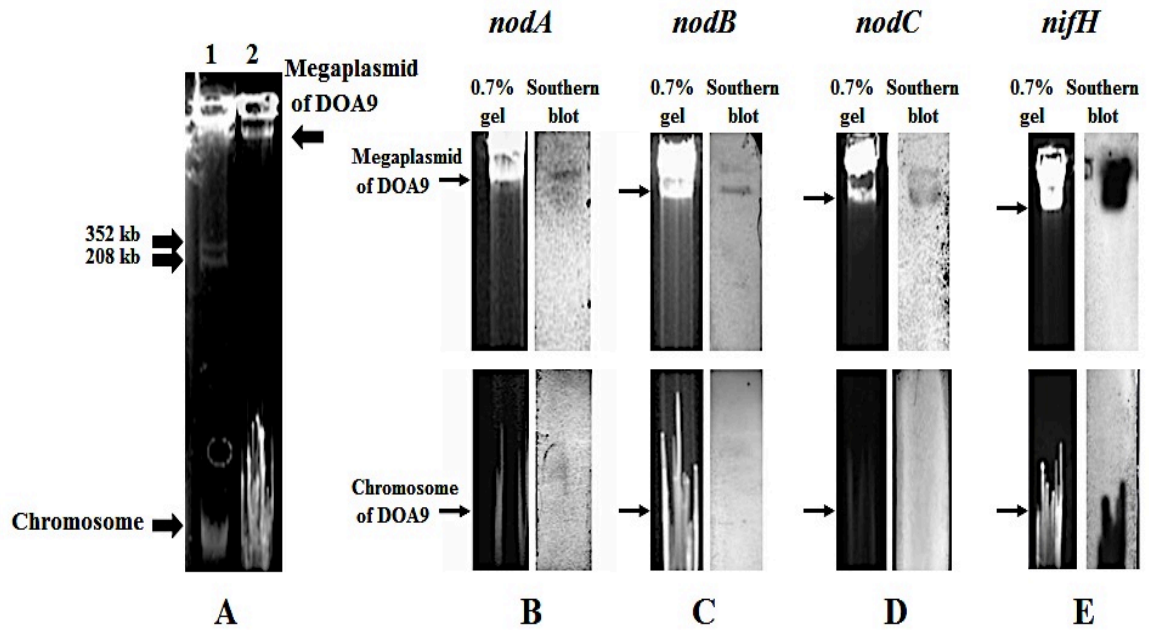 nodA nodB nodC nifH
1 2
Megaplasmid
of DOA9
0.7% Southern
gel blot
0.7% Southern
gel blot
0.7% Southern
gel blot
0.7% Southern
gel blot
Megaplasmid
of DOA9
352 kb
208 kb
Chromosome
Chromosome
of DOA9
A B C D E